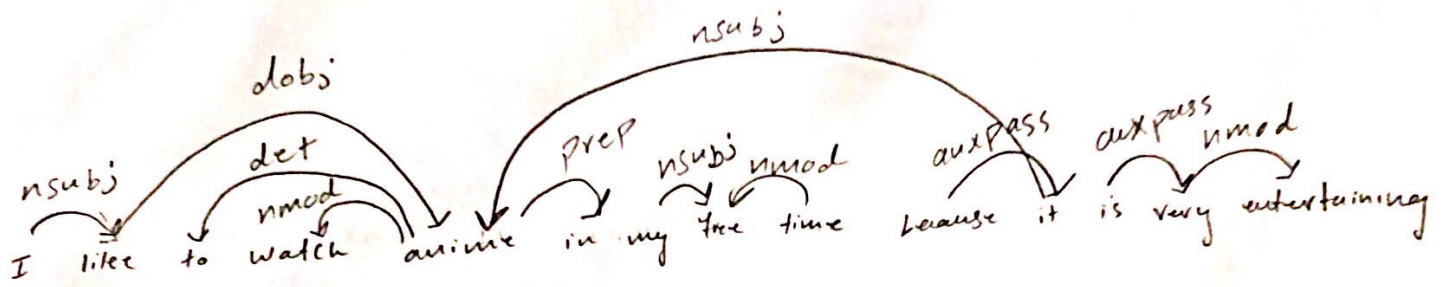 nsubj
dobj
nsubj det nmod prep nsubj nmod auxpass auxpass nmod
I like to watch anime in my free time because it is very entertaining